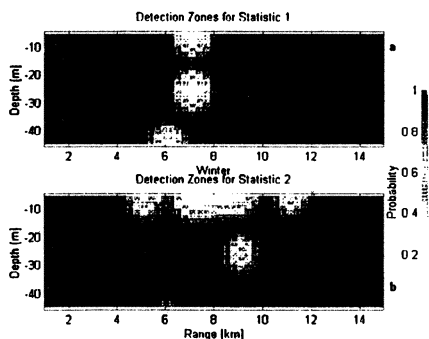 Detection Zones for Statistic 1
-10
-20
-30
-40
Depth [m]
a
2 4 6 8 10 12 14
Winter
Detection Zones for Statistic 2
-10
-20
-30
-40
Depth [m]
b
2 4 6 8 10 12 14
Range [km]
1
0 8
0 6
0 4
0 2
Probability